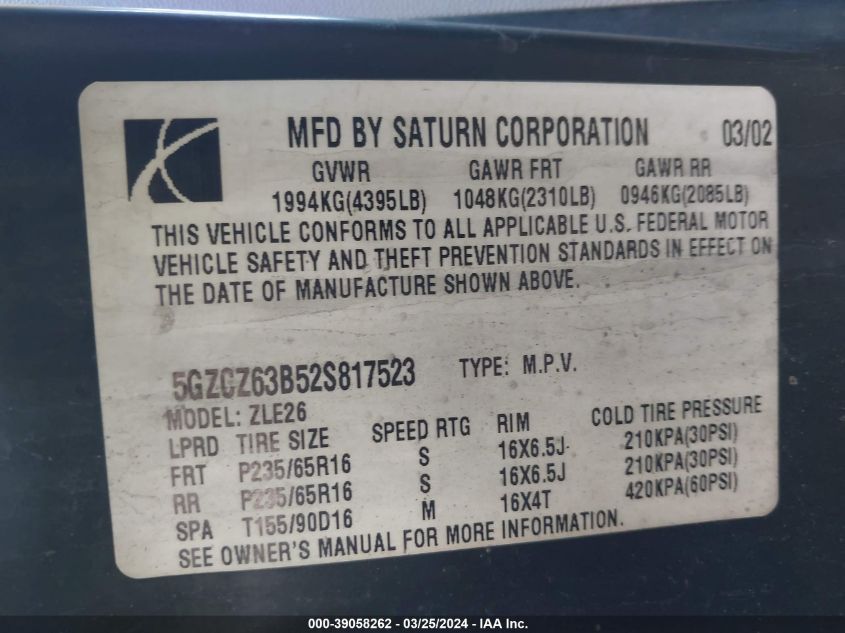 MFD BY SATURN CORPORATION 03/02
GVWR GAWR FRT GAWR RR
1994KG(4395LB) 1048KG(2310LB) 0946KG(2085LB)
THIS VEHICLE CONFORMS TO ALL APPLICABLE U.S. FEDERAL MOTOR
VEHICLE SAFETY AND THEFT PREVENTION STANDARDS IN EFFECT ON
THE DATE OF MANUFACTURE SHOWN ABOVE.
5GZCZ63B52S817523 TYPE: M.P.V.
MODEL: ZLE26
LPRD TIRE SIZE SPEED RTG RIM COLD TIRE PRESSURE
FRT P235/65R16 S 16X6.5J 210KPA(30PSI)
RR P235/65R16 S 16X6.5J 210KPA(30PSI)
SPA T155/90D16 M 16X4T 420KPA(60PSI)
SEE OWNER'S MANUAL FOR MORE INFORMATION.
000-39058262 - 03/25/2024 - IAA Inc.